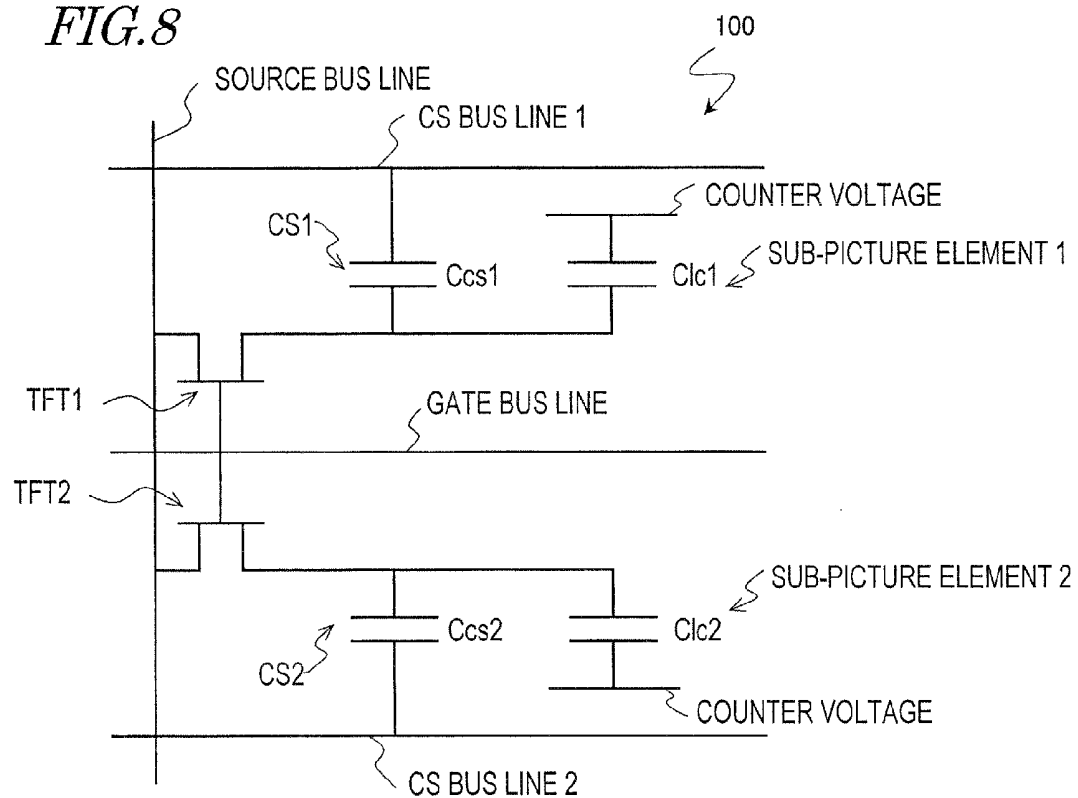 FIG.8
100
SOURCE BUS LINE
CS BUS LINE 1
COUNTER VOLTAGE
CS1
Ccs1
Clc1
SUB-PICTURE ELEMENT 1
TFT1
GATE BUS LINE
TFT2
SUB-PICTURE ELEMENT 2
Ccs2
Clc2
CS2
COUNTER VOLTAGE
CS BUS LINE 2